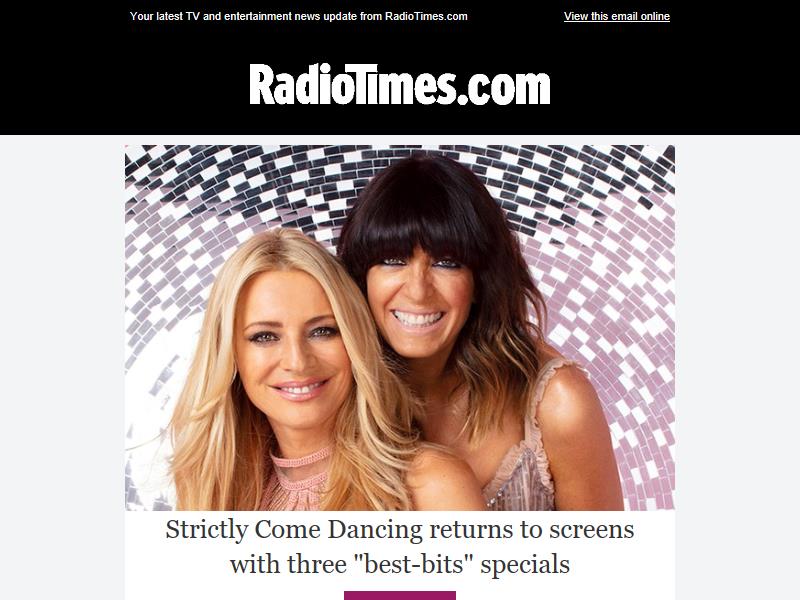 Your latest TV and entertainment news update from RadioTimes.com
View this email online
RadioTimes.com
Strictly Come Dancing returns to screens
with three "best-bits" specials